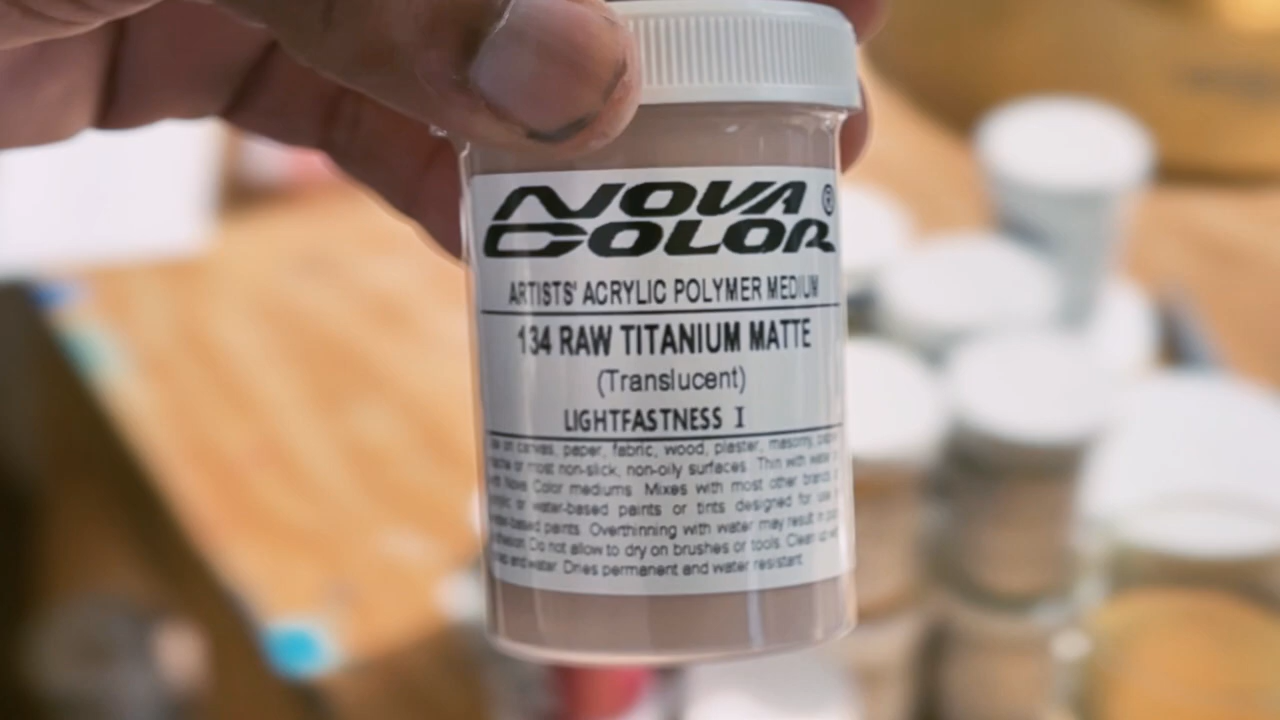 NOVA
COLOR®
ARTISTS' ACRYLIC POLYMER MEDIUM
134 RAW TITANIUM MATTE
(Translucent)
LIGHTFASTNESS I
on canvas, paper, fabric, wood, plaster, masonry,
or most non-slick, non-oily surfaces. Thin with water
Nova Color mediums. Mixes with most other brands
or water-based paints or tints designed for use
paints. Overthinning with water may result in
Do not allow to dry on brushes or tools. Clean up
and water. Dries permanent and water resistant.